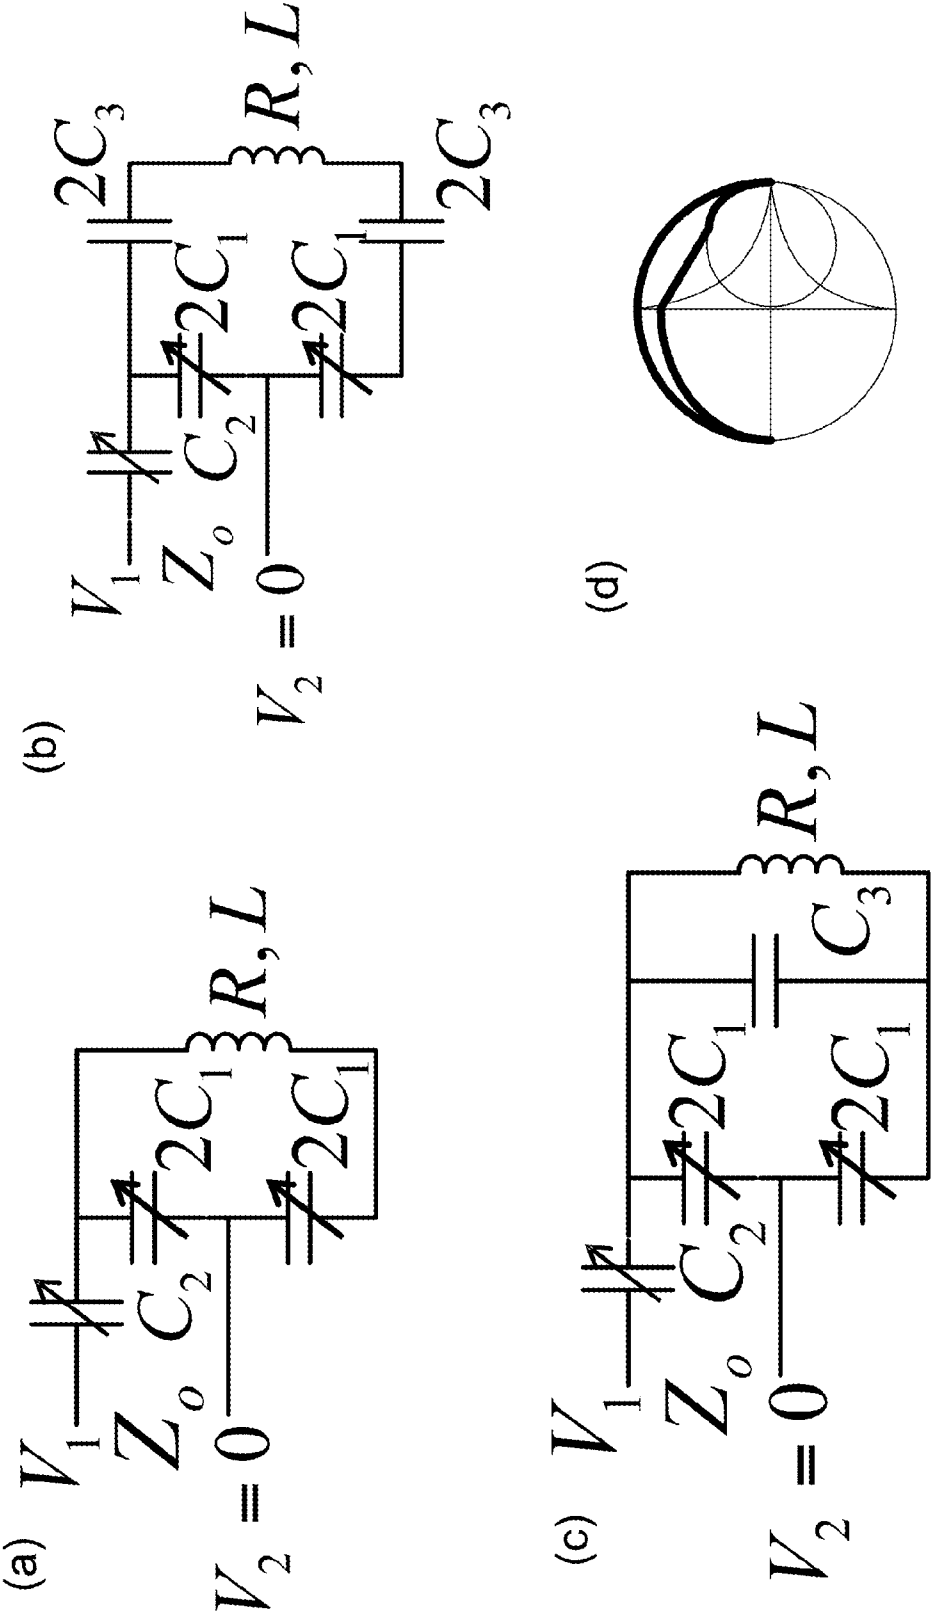 (a)
V₁
Zₒ
V₂ = 0
C₂
2C₁
2C₁
R, L
(b)
V₁
Zₒ
V₂ = 0
C₂
2C₁
2C₁
2C₃
2C₃
R, L
(c)
V₁
Zₒ
V₂ = 0
C₂
2C₁
2C₁
C₃
R, L
(d)